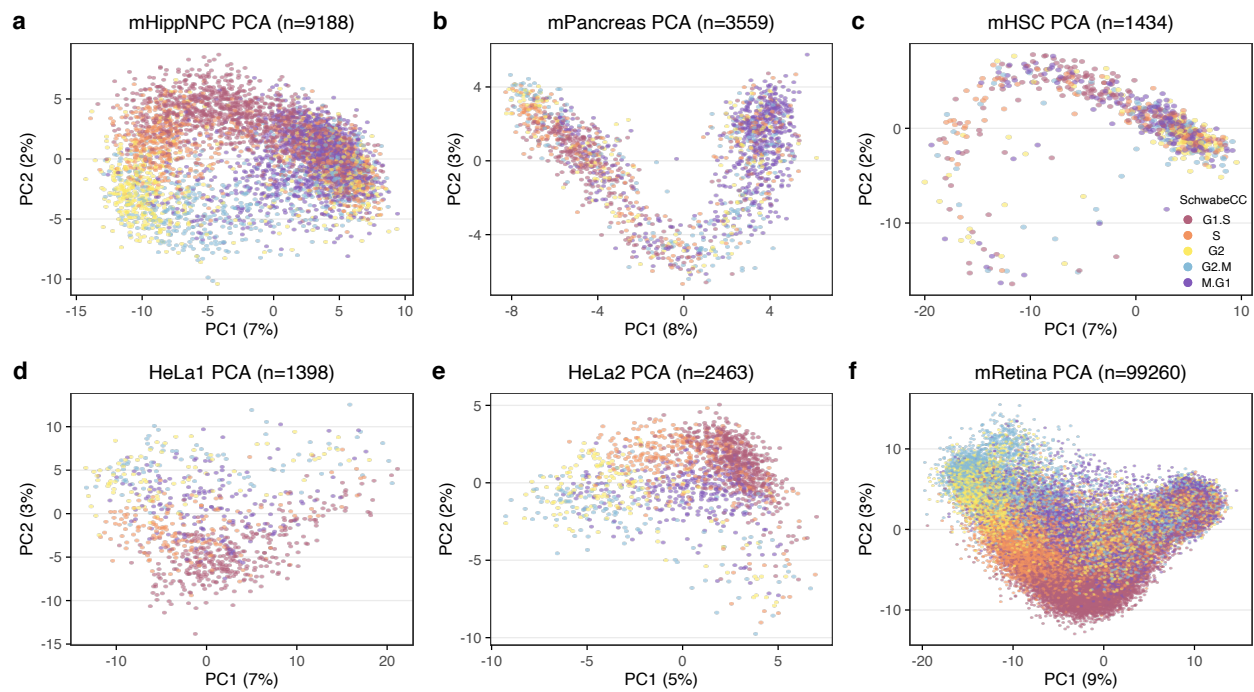 a
mHippNPC PCA (n=9188)
5
0
-5
-10
PC2 (2%)
-15
-10
-5
0
5
10
PC1 (7%)
b
mPancreas PCA (n=3559)
4
0
-4
PC2 (3%)
-8
-4
0
4
PC1 (8%)
c
mHSC PCA (n=1434)
0
-10
PC2 (2%)
SchwabeCC
G1.S
S
G2
G2.M
M.G1
-20
-10
0
10
PC1 (7%)
d
HeLa1 PCA (n=1398)
10
5
0
-5
-10
-15
PC2 (3%)
-10
0
10
20
PC1 (7%)
e
HeLa2 PCA (n=2463)
5
0
-5
-10
PC2 (2%)
-10
-5
0
5
PC1 (5%)
f
mRetina PCA (n=99260)
10
0
-10
PC2 (3%)
-20
-10
0
10
PC1 (9%)